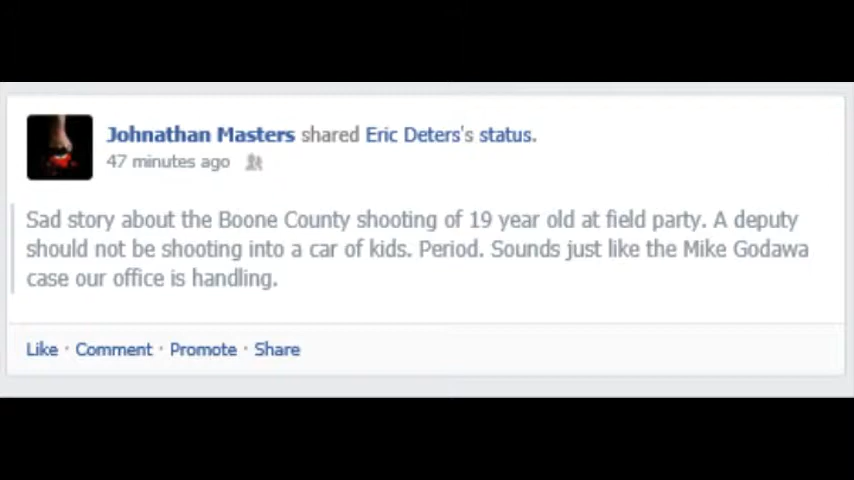 Johnathan Masters shared Eric Deters's status.
47 minutes ago
Sad story about the Boone County shooting of 19 year old at field party. A deputy
should not be shooting into a car of kids. Period. Sounds just like the Mike Godawa
case our office is handling.
Like · Comment · Promote · Share